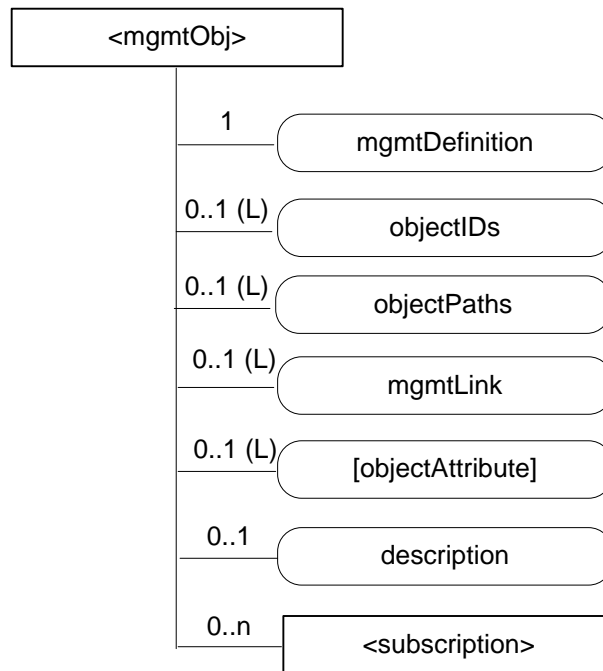 <mgmtObj>
1
mgmtDefinition
0..1 (L)
objectIDs
0..1 (L)
objectPaths
0..1 (L)
mgmtLink
0..1 (L)
[objectAttribute]
0..1
description
0..n
<subscription>